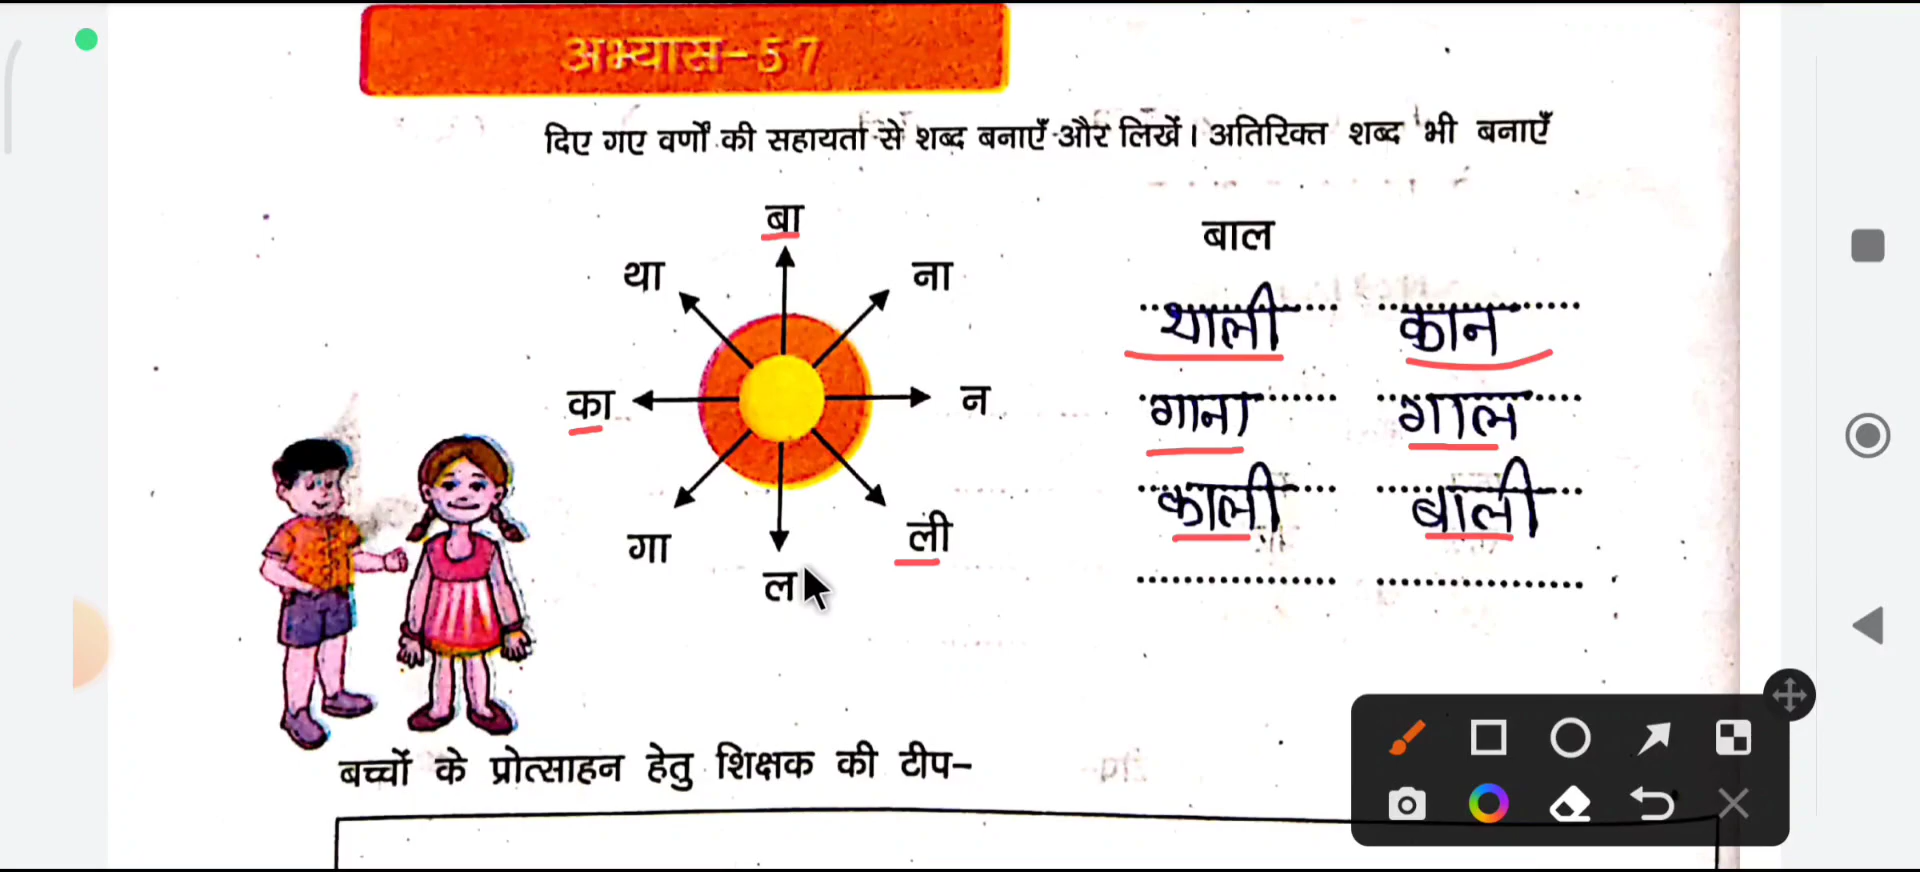 अभ्यास-57
दिए गए वर्णों की सहायता से शब्द बनाएँ और लिखें। अतिरिक्त शब्द भी बनाएँ
बा
था
ना
का
न
गा
ली
ल
बाल
थाली कान
गाना गाल
काली बाली
बच्चों के प्रोत्साहन हेतु शिक्षक की टीप-